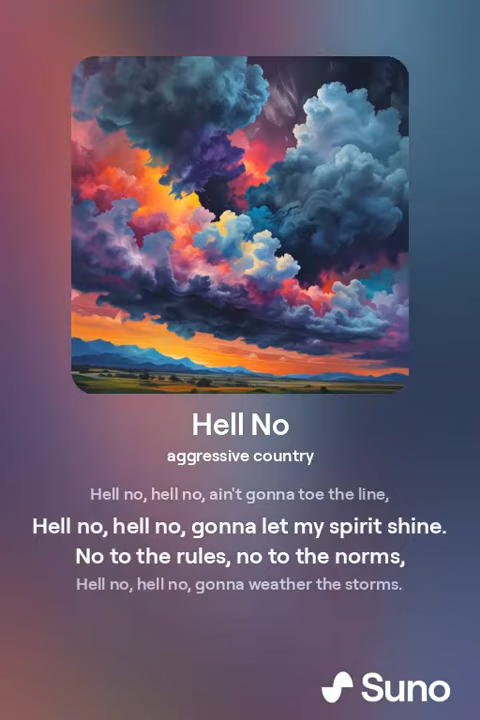 Hell No
aggressive country
Hell no, hell no, ain't gonna toe the line,
Hell no, hell no, gonna let my spirit shine.
No to the rules, no to the norms,
Hell no, hell no, gonna weather the storms.
Suno